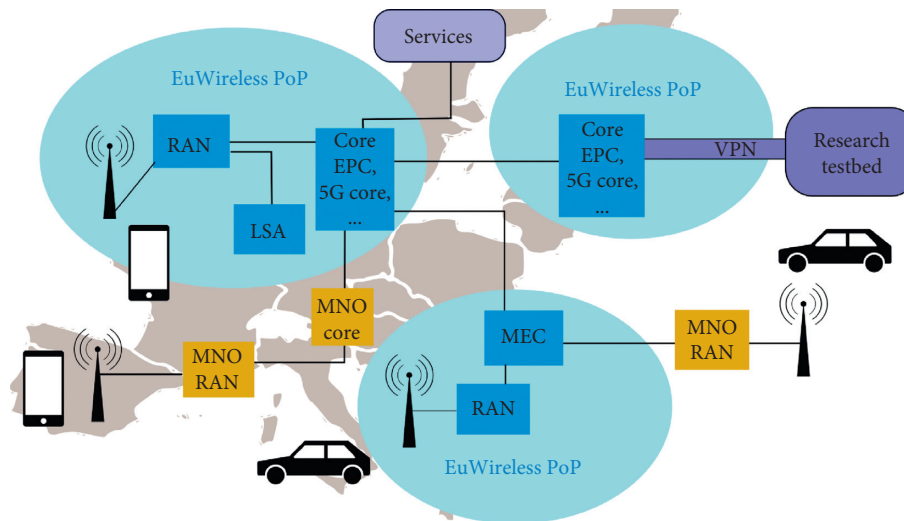 Services
EuWireless PoP
RAN
Core
EPC,
5G core,
...
LSA
EuWireless PoP
Core
EPC,
5G core,
...
VPN
Research
testbed
MNO
core
MNO
RAN
MEC
RAN
EuWireless PoP
MNO
RAN